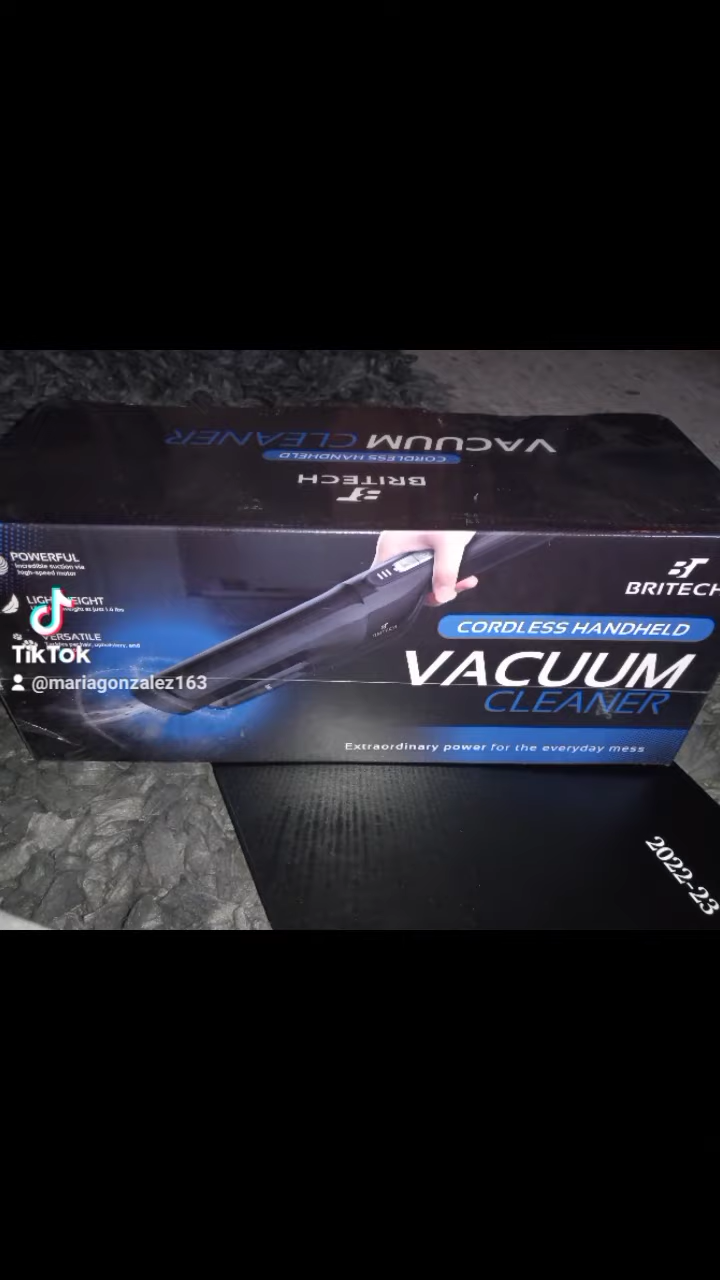 VACUUM CLEANER
CORDLESS HANDHELD
BRITECH
POWERFUL
Incredible suction via
high-speed motor
BRITECH
CORDLESS HANDHELD
VACUUM
CLEANER
VERSATILE
TikTok
@mariagonzalez163
Extraordinary power for the everyday mess
2022-23